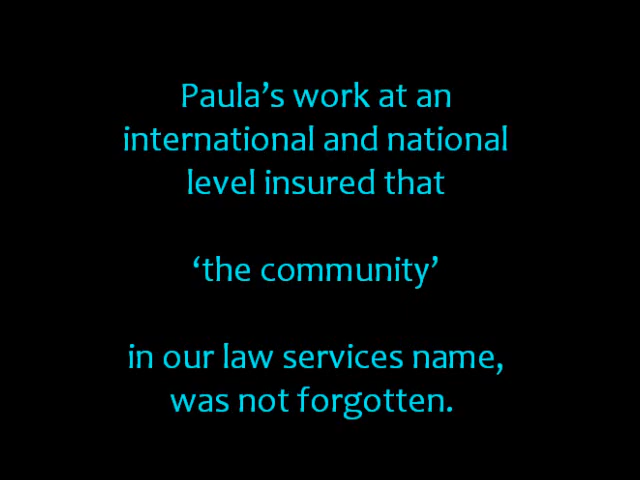 Paula’s work at an
international and national
level insured that
‘the community’
in our law services name,
was not forgotten.